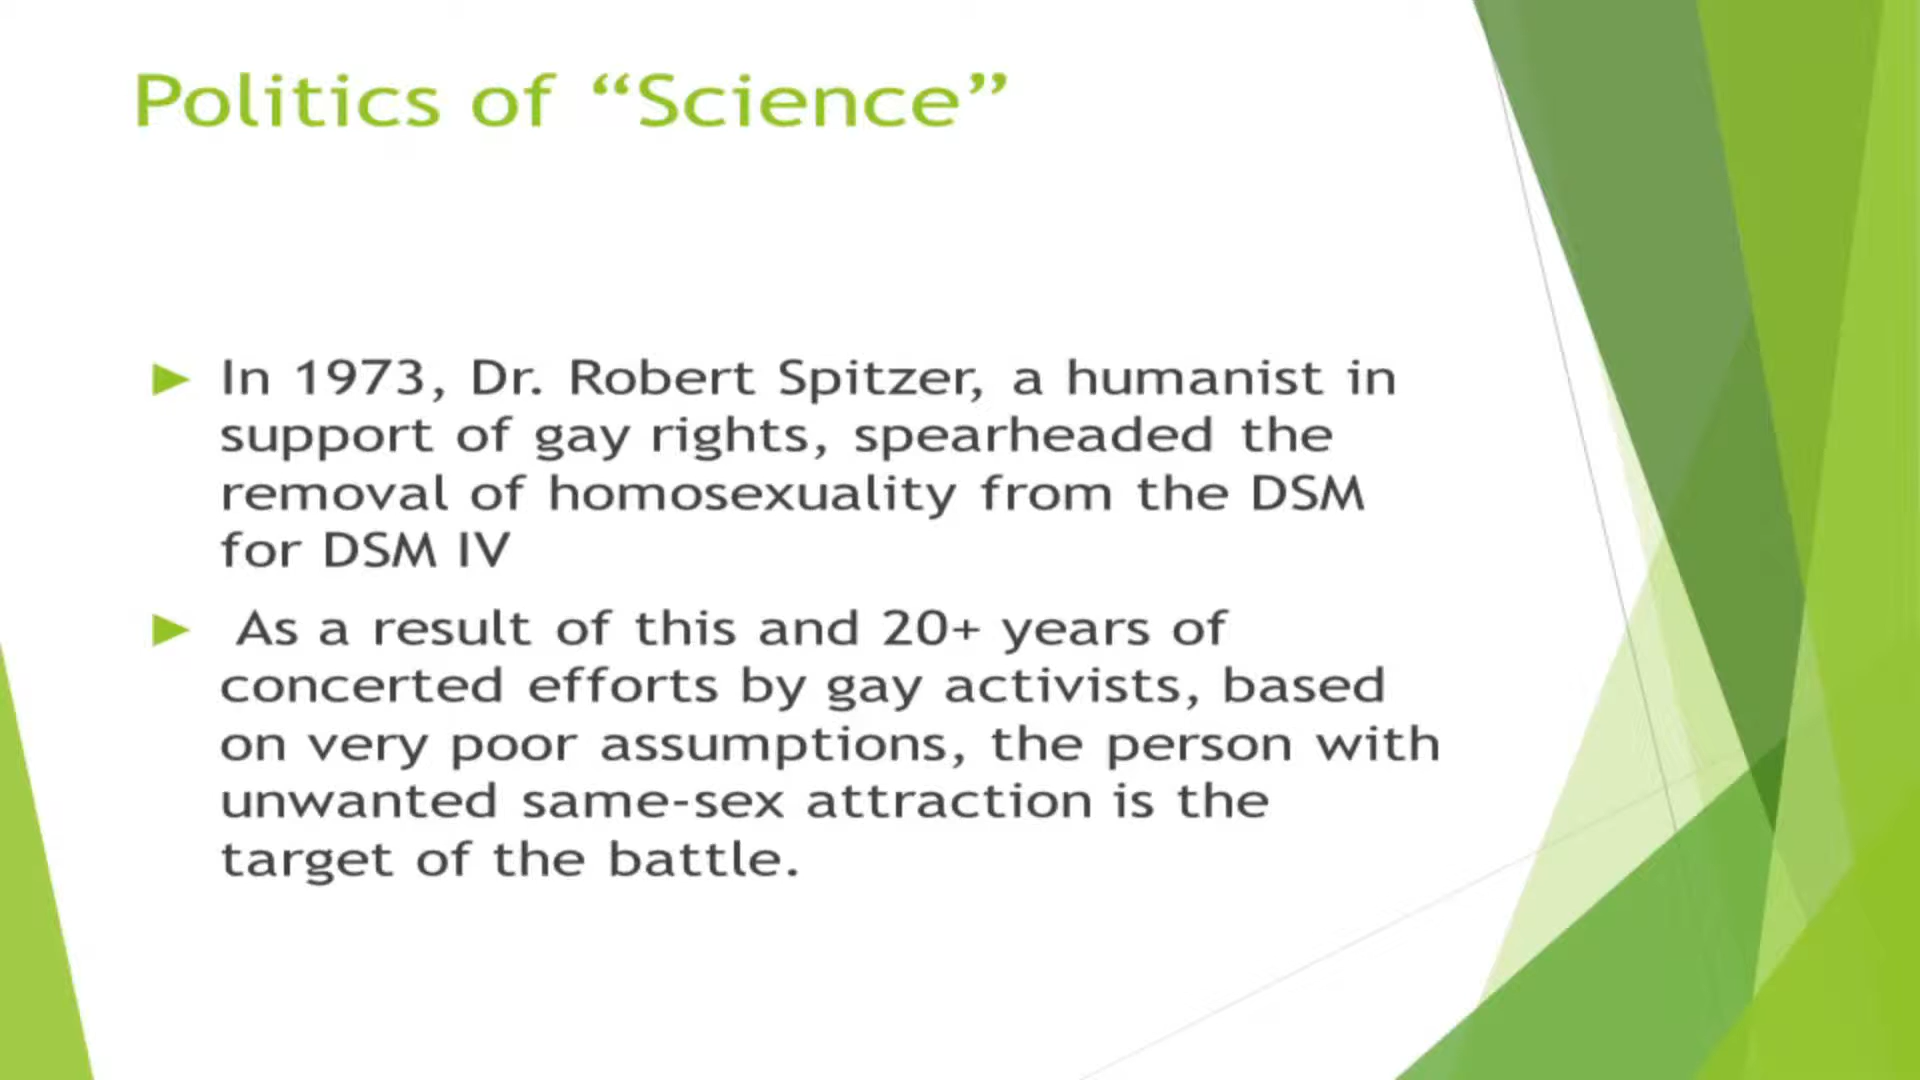 Politics of “Science”
In 1973, Dr. Robert Spitzer, a humanist in
support of gay rights, spearheaded the
removal of homosexuality from the DSM
for DSM IV
As a result of this and 20+ years of
concerted efforts by gay activists, based
on very poor assumptions, the person with
unwanted same-sex attraction is the
target of the battle.